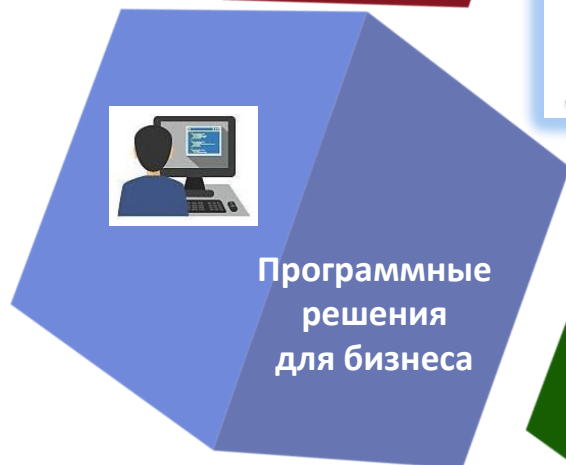 Программные
решения
для бизнеса